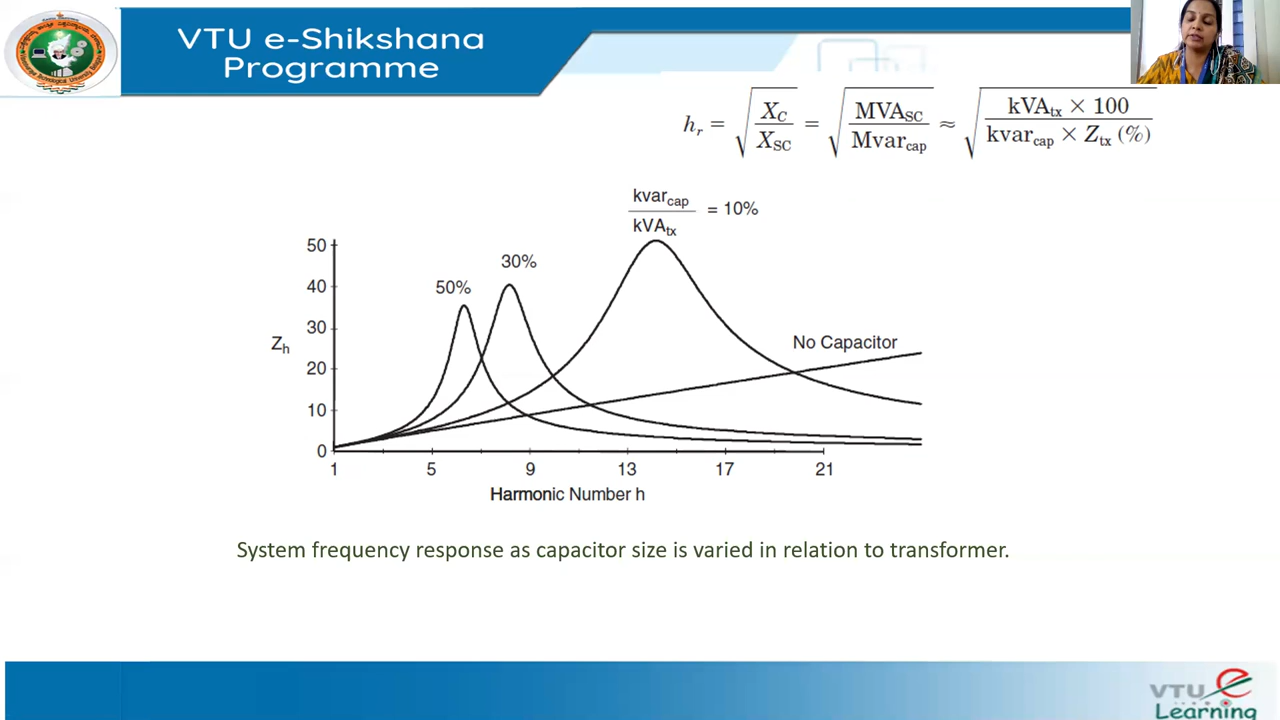 VTU e-Shikshana
Programme
h_r = √(X_C / X_SC) = √(MVA_SC / Mvar_cap) ≈ √(kVA_tx × 100 / kvar_cap × Z_tx (%))
kvar_cap / kVA_tx = 10%
50
30%
50%
40
30
No Capacitor
Z_h
20
10
0
1 5 9 13 17 21
Harmonic Number h
System frequency response as capacitor size is varied in relation to transformer.
VTU e
Learning